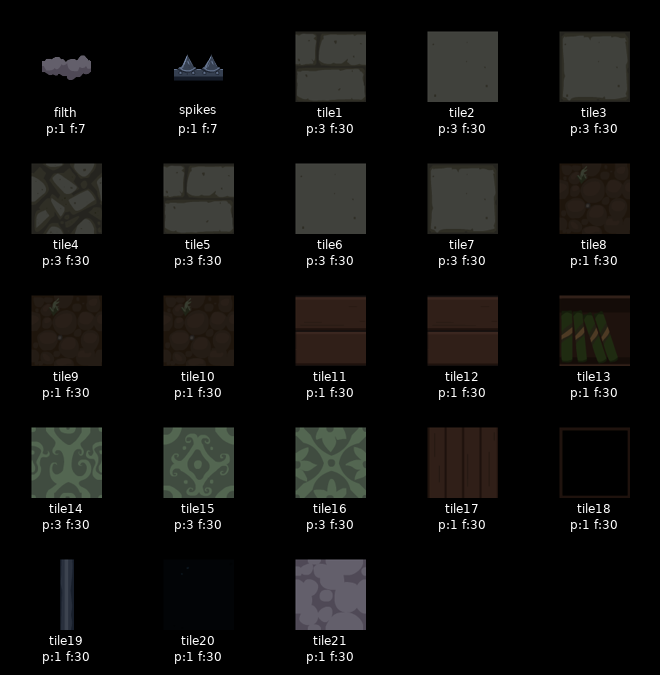 filth
p:1 f:7
spikes
p:1 f:7
tile1
p:3 f:30
tile2
p:3 f:30
tile3
p:3 f:30
tile4
p:3 f:30
tile5
p:3 f:30
tile6
p:3 f:30
tile7
p:3 f:30
tile8
p:1 f:30
tile9
p:1 f:30
tile10
p:1 f:30
tile11
p:1 f:30
tile12
p:1 f:30
tile13
p:1 f:30
tile14
p:3 f:30
tile15
p:3 f:30
tile16
p:3 f:30
tile17
p:1 f:30
tile18
p:1 f:30
tile19
p:1 f:30
tile20
p:1 f:30
tile21
p:1 f:30